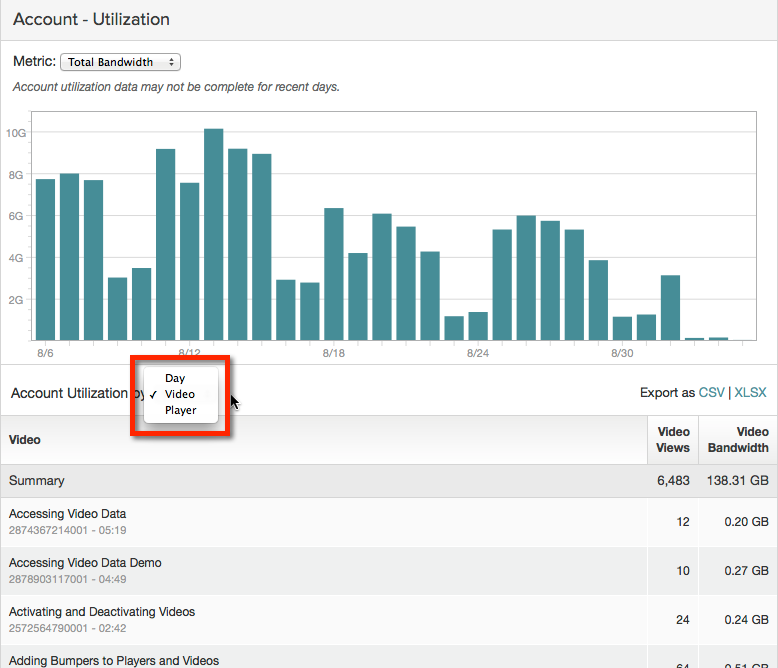 Account - Utilization
Metric: Total Bandwidth
Account utilization data may not be complete for recent days.
10G
8G
6G
4G
2G
8/6 8/12 8/18 8/24 8/30
Day
Account Utilization by ✓ Video
Player
Export as CSV | XLSX
Video
Video Views
Video Bandwidth
Summary 6,483 138.31 GB
Accessing Video Data
2874367214001 - 05:19
12 0.20 GB
Accessing Video Data Demo
2878903117001 - 04:49
10 0.27 GB
Activating and Deactivating Videos
2572564790001 - 02:42
24 0.24 GB
Adding Bumpers to Players and Videos
64 0.51 GB